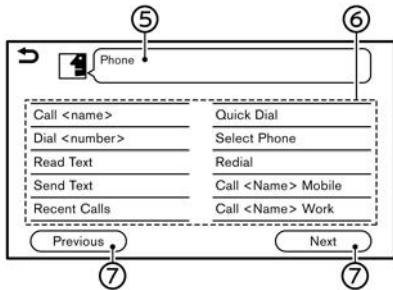 ⑤ ⑥
Phone
Call <name> Quick Dial
Dial <number> Select Phone
Read Text Redial
Send Text Call <Name> Mobile
Recent Calls Call <Name> Work
Previous Next
⑦ ⑦